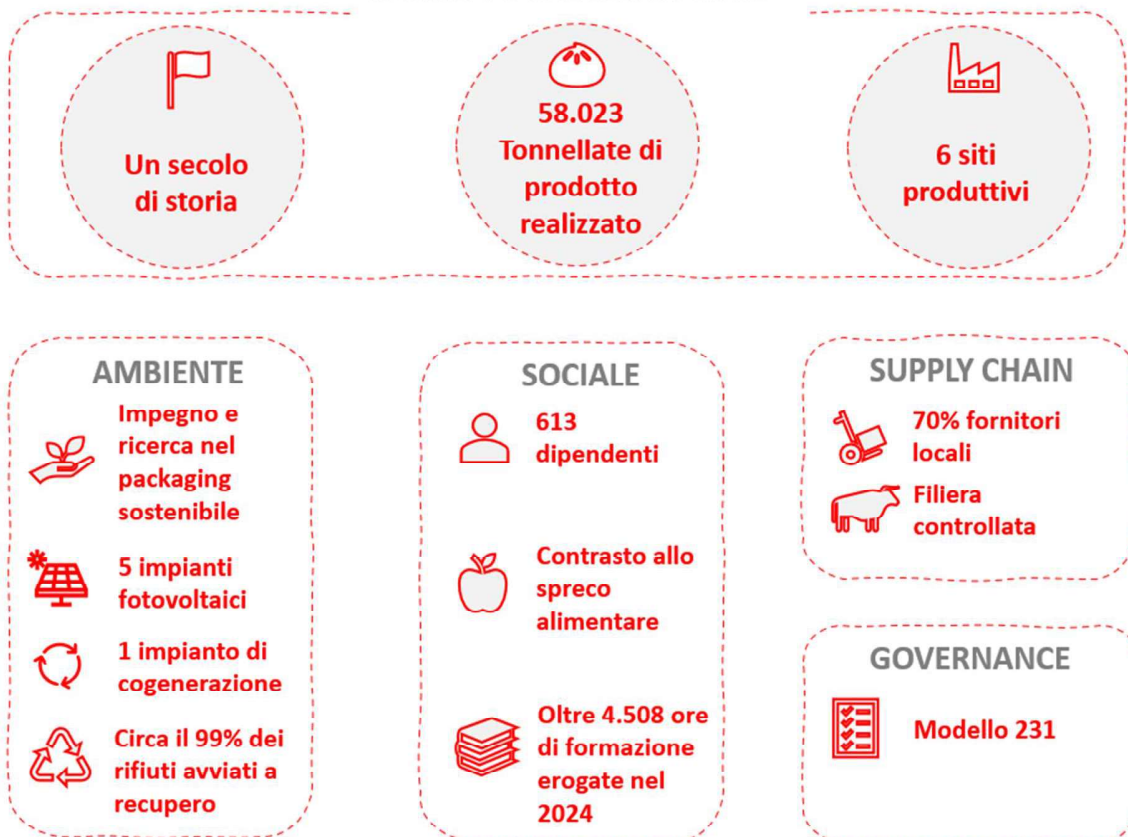 Un secolo
di storia
58.023
Tonnellate di
prodotto
realizzato
6 siti
produttivi
AMBIENTE
Impegno e
ricerca nel
packaging
sostenibile
5 impianti
fotovoltaici
1 impianto di
cogenerazione
Circa il 99% dei
rifiuti avviati a
recupero
SOCIALE
613
dipendenti
Contrasto allo
spreco
alimentare
Oltre 4.508 ore
di formazione
erogate nel
2024
SUPPLY CHAIN
70% fornitori
locali
Filiera
controllata
GOVERNANCE
Modello 231